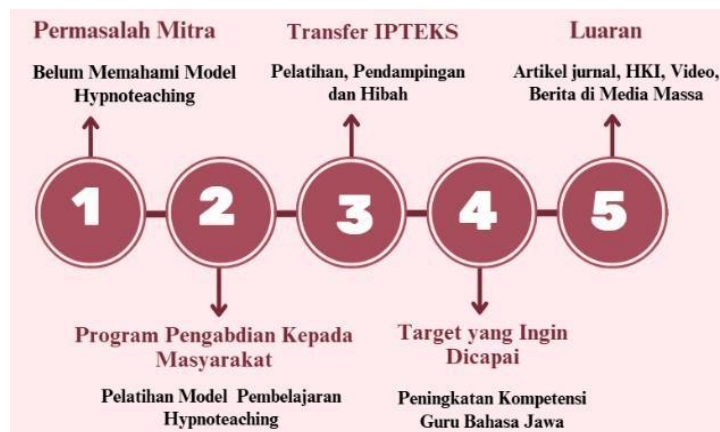 Permasalah Mitra
Belum Memahami Model
Hypnoteaching
Transfer IPTEKS
Pelatihan, Pendampingan
dan Hibah
Luaran
Artikel jurnal, HKI, Video,
Berita di Media Massa
1
2
3
4
5
Program Pengabdian Kepada
Masyarakat
Pelatihan Model Pembelajaran
Hypnoteaching
Target yang Ingin
Dicapai
Peningkatan Kompetensi
Guru Bahasa Jawa